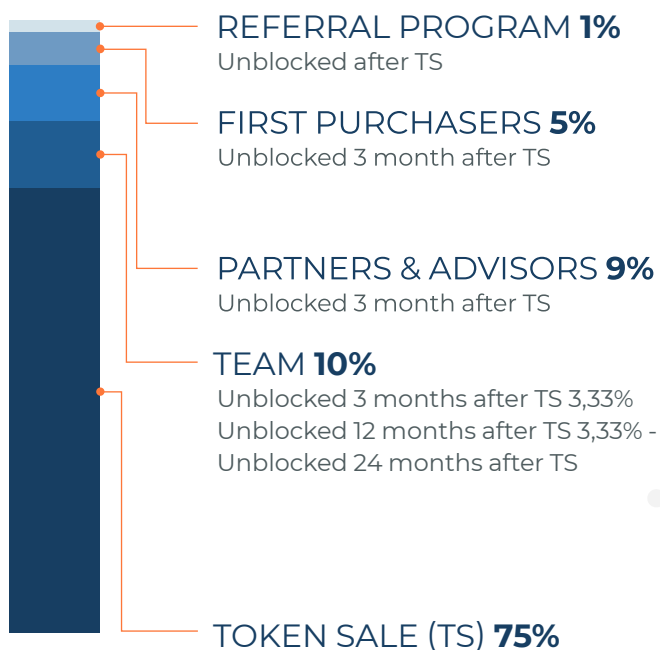 REFERRAL PROGRAM 1%
Unblocked after TS
FIRST PURCHASERS 5%
Unblocked 3 month after TS
PARTNERS & ADVISORS 9%
Unblocked 3 month after TS
TEAM 10%
Unblocked 3 months after TS 3,33%
Unblocked 12 months after TS 3,33% -
Unblocked 24 months after TS
TOKEN SALE (TS) 75%